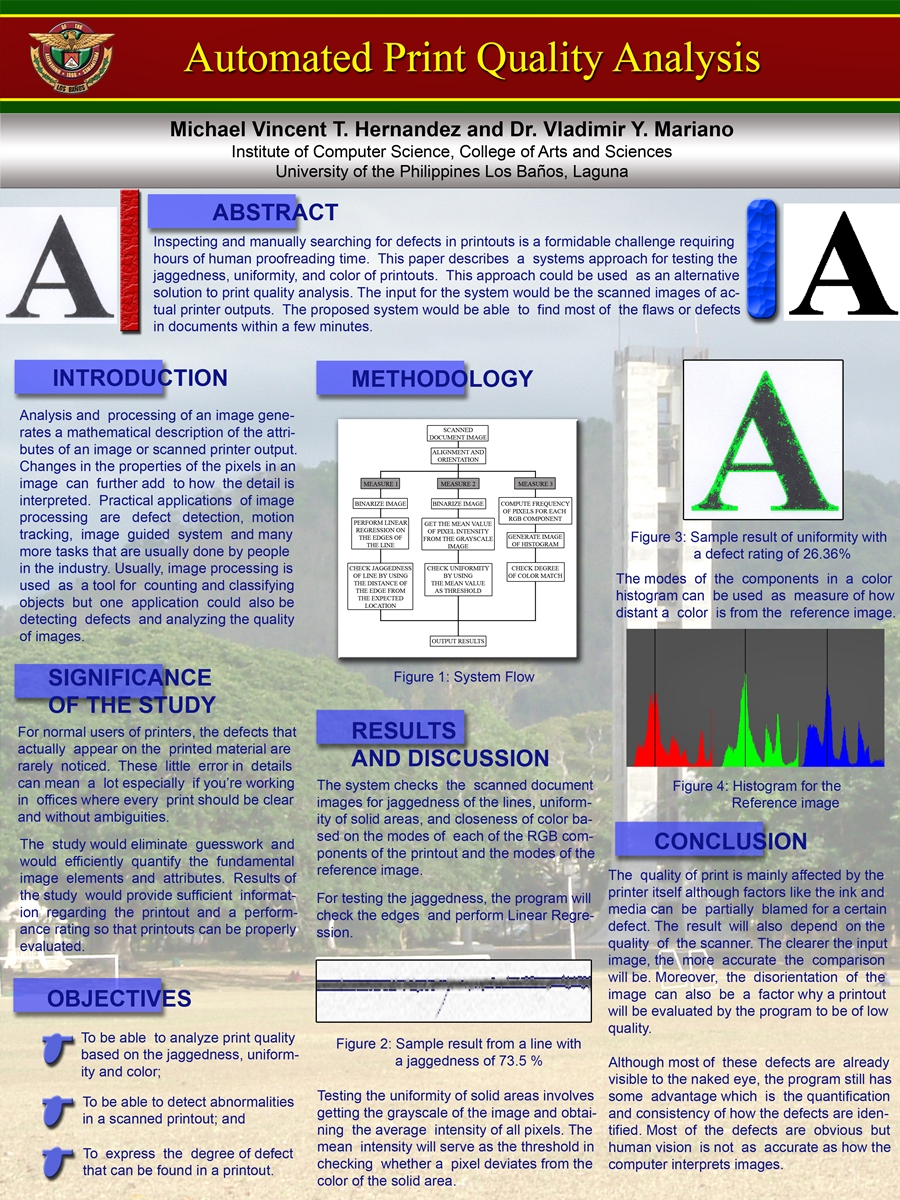 Automated Print Quality Analysis
Michael Vincent T. Hernandez and Dr. Vladimir Y. Mariano
Institute of Computer Science, College of Arts and Sciences
University of the Philippines Los Baños, Laguna
A
ABSTRACT
Inspecting and manually searching for defects in printouts is a formidable challenge requiring
hours of human proofreading time. This paper describes a systems approach for testing the
jaggedness, uniformity, and color of printouts. This approach could be used as an alternative
solution to print quality analysis. The input for the system would be the scanned images of ac-
tual printer outputs. The proposed system would be able to find most of the flaws or defects
in documents within a few minutes.
A
INTRODUCTION
Analysis and processing of an image gene-
rates a mathematical description of the attri-
butes of an image or scanned printer output.
Changes in the properties of the pixels in an
image can further add to how the detail is
interpreted. Practical applications of image
processing are defect detection, motion
tracking, image guided system and many
more tasks that are usually done by people
in the industry. Usually, image processing is
used as a tool for counting and classifying
objects but one application could also be
detecting defects and analyzing the quality
of images.
SIGNIFICANCE
OF THE STUDY
For normal users of printers, the defects that
actually appear on the printed material are
rarely noticed. These little error in details
can mean a lot especially if you're working
in offices where every print should be clear
and without ambiguities.
The study would eliminate guesswork and
would efficiently quantify the fundamental
image elements and attributes. Results of
the study would provide sufficient informat-
ion regarding the printout and a perform-
ance rating so that printouts can be properly
evaluated.
OBJECTIVES
To be able to analyze print quality
based on the jaggedness, uniform-
ity and color;
To be able to detect abnormalities
in a scanned printout; and
To express the degree of defect
that can be found in a printout.
METHODOLOGY
SCANNED
DOCUMENT IMAGE
ALIGNMENT AND
ORIENTATION
MEASURE 1
BINARIZE IMAGE
PERFORM LINEAR
REGRESSION ON
THE EDGES OF
THE LINE
CHECK JAGGEDNESS
OF LINE BY USING
THE DISTANCE OF
THE EDGE FROM
THE EXPECTED
LOCATION
MEASURE 2
BINARIZE IMAGE
GET THE MEAN VALUE
OF PIXEL INTENSITY
FROM THE GRAYSCALE
IMAGE
CHECK UNIFORMITY
BY USING
THE MEAN VALUE
AS THRESHOLD
MEASURE 3
COMPUTE FREQUENCY
OF PIXELS FOR EACH
RGB COMPONENT
GENERATE IMAGE
OF HISTOGRAM
CHECK DEGREE
OF COLOR MATCH
OUTPUT RESULTS
Figure 1: System Flow
RESULTS
AND DISCUSSION
The system checks the scanned document
images for jaggedness of the lines, uniform-
ity of solid areas, and closeness of color ba-
sed on the modes of each of the RGB com-
ponents of the printout and the modes of the
reference image.
For testing the jaggedness, the program will
check the edges and perform Linear Regre-
ssion.
Figure 2: Sample result from a line with
a jaggedness of 73.5 %
Testing the uniformity of solid areas involves
getting the grayscale of the image and obtai-
ning the average intensity of all pixels. The
mean intensity will serve as the threshold in
checking whether a pixel deviates from the
color of the solid area.
A
Figure 3: Sample result of uniformity with
a defect rating of 26.36%
The modes of the components in a color
histogram can be used as measure of how
distant a color is from the reference image.
Figure 4: Histogram for the
Reference image
CONCLUSION
The quality of print is mainly affected by the
printer itself although factors like the ink and
media can be partially blamed for a certain
defect. The result will also depend on the
quality of the scanner. The clearer the input
image, the more accurate the comparison
will be. Moreover, the disorientation of the
image can also be a factor why a printout
will be evaluated by the program to be of low
quality.
Although most of these defects are already
visible to the naked eye, the program still has
some advantage which is the quantification
and consistency of how the defects are iden-
tified. Most of the defects are obvious but
human vision is not as accurate as how the
computer interprets images.